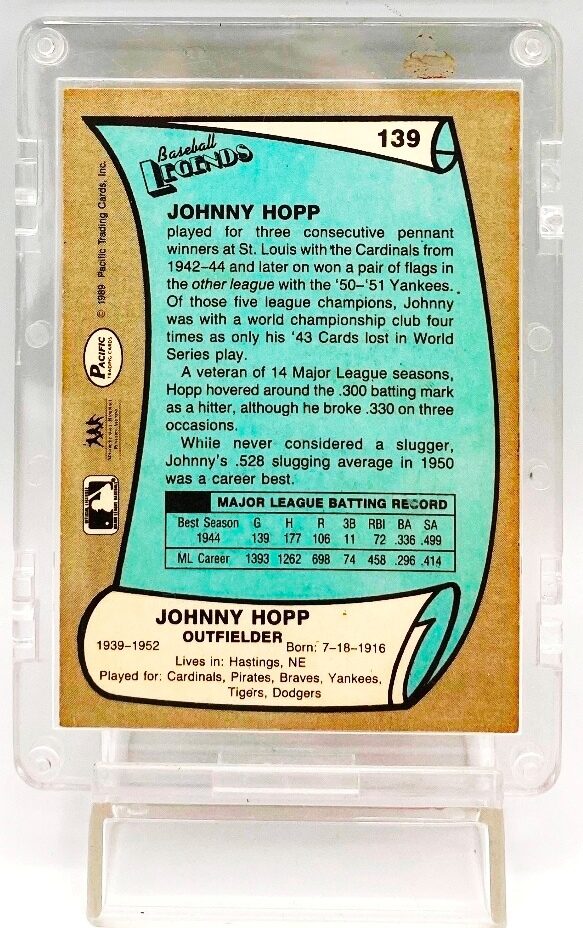 139
Baseball
LEGENDS
JOHNNY HOPP
played for three consecutive pennant
winners at St. Louis with the Cardinals from
1942-44 and later on won a pair of flags in
the other league with the '50-'51 Yankees.
Of those five league champions, Johnny
was with a world championship club four
times as only his '43 Cards lost in World
Series play.
A veteran of 14 Major League seasons,
Hopp hovered around the .300 batting mark
as a hitter, although he broke .330 on three
occasions.
While never considered a slugger,
Johnny's .528 slugging average in 1950
was a career best.
MAJOR LEAGUE BATTING RECORD
Best Season G H R 3B RBI BA SA
1944 139 177 106 11 72 .336 .499
ML Career 1393 1262 698 74 458 .296 .414
JOHNNY HOPP
OUTFIELDER
1939-1952 Born: 7-18-1916
Lives in: Hastings, NE
Played for: Cardinals, Pirates, Braves, Yankees,
Tigers, Dodgers
© 1989 Pacific Trading Cards, Inc.
PACIFIC
TRADING CARDS